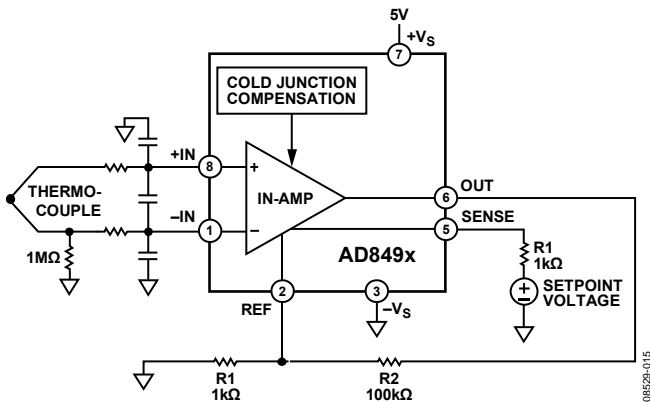 5V
+VS
7
COLD JUNCTION
COMPENSATION
+IN
8
+
THERMO-
COUPLE
IN-AMP
OUT
6
SENSE
–IN
1
–
5
AD849x
R1
1kΩ
1MΩ
2
3
+
–
SETPOINT
VOLTAGE
REF
–VS
R1
1kΩ
R2
100kΩ
08529-015